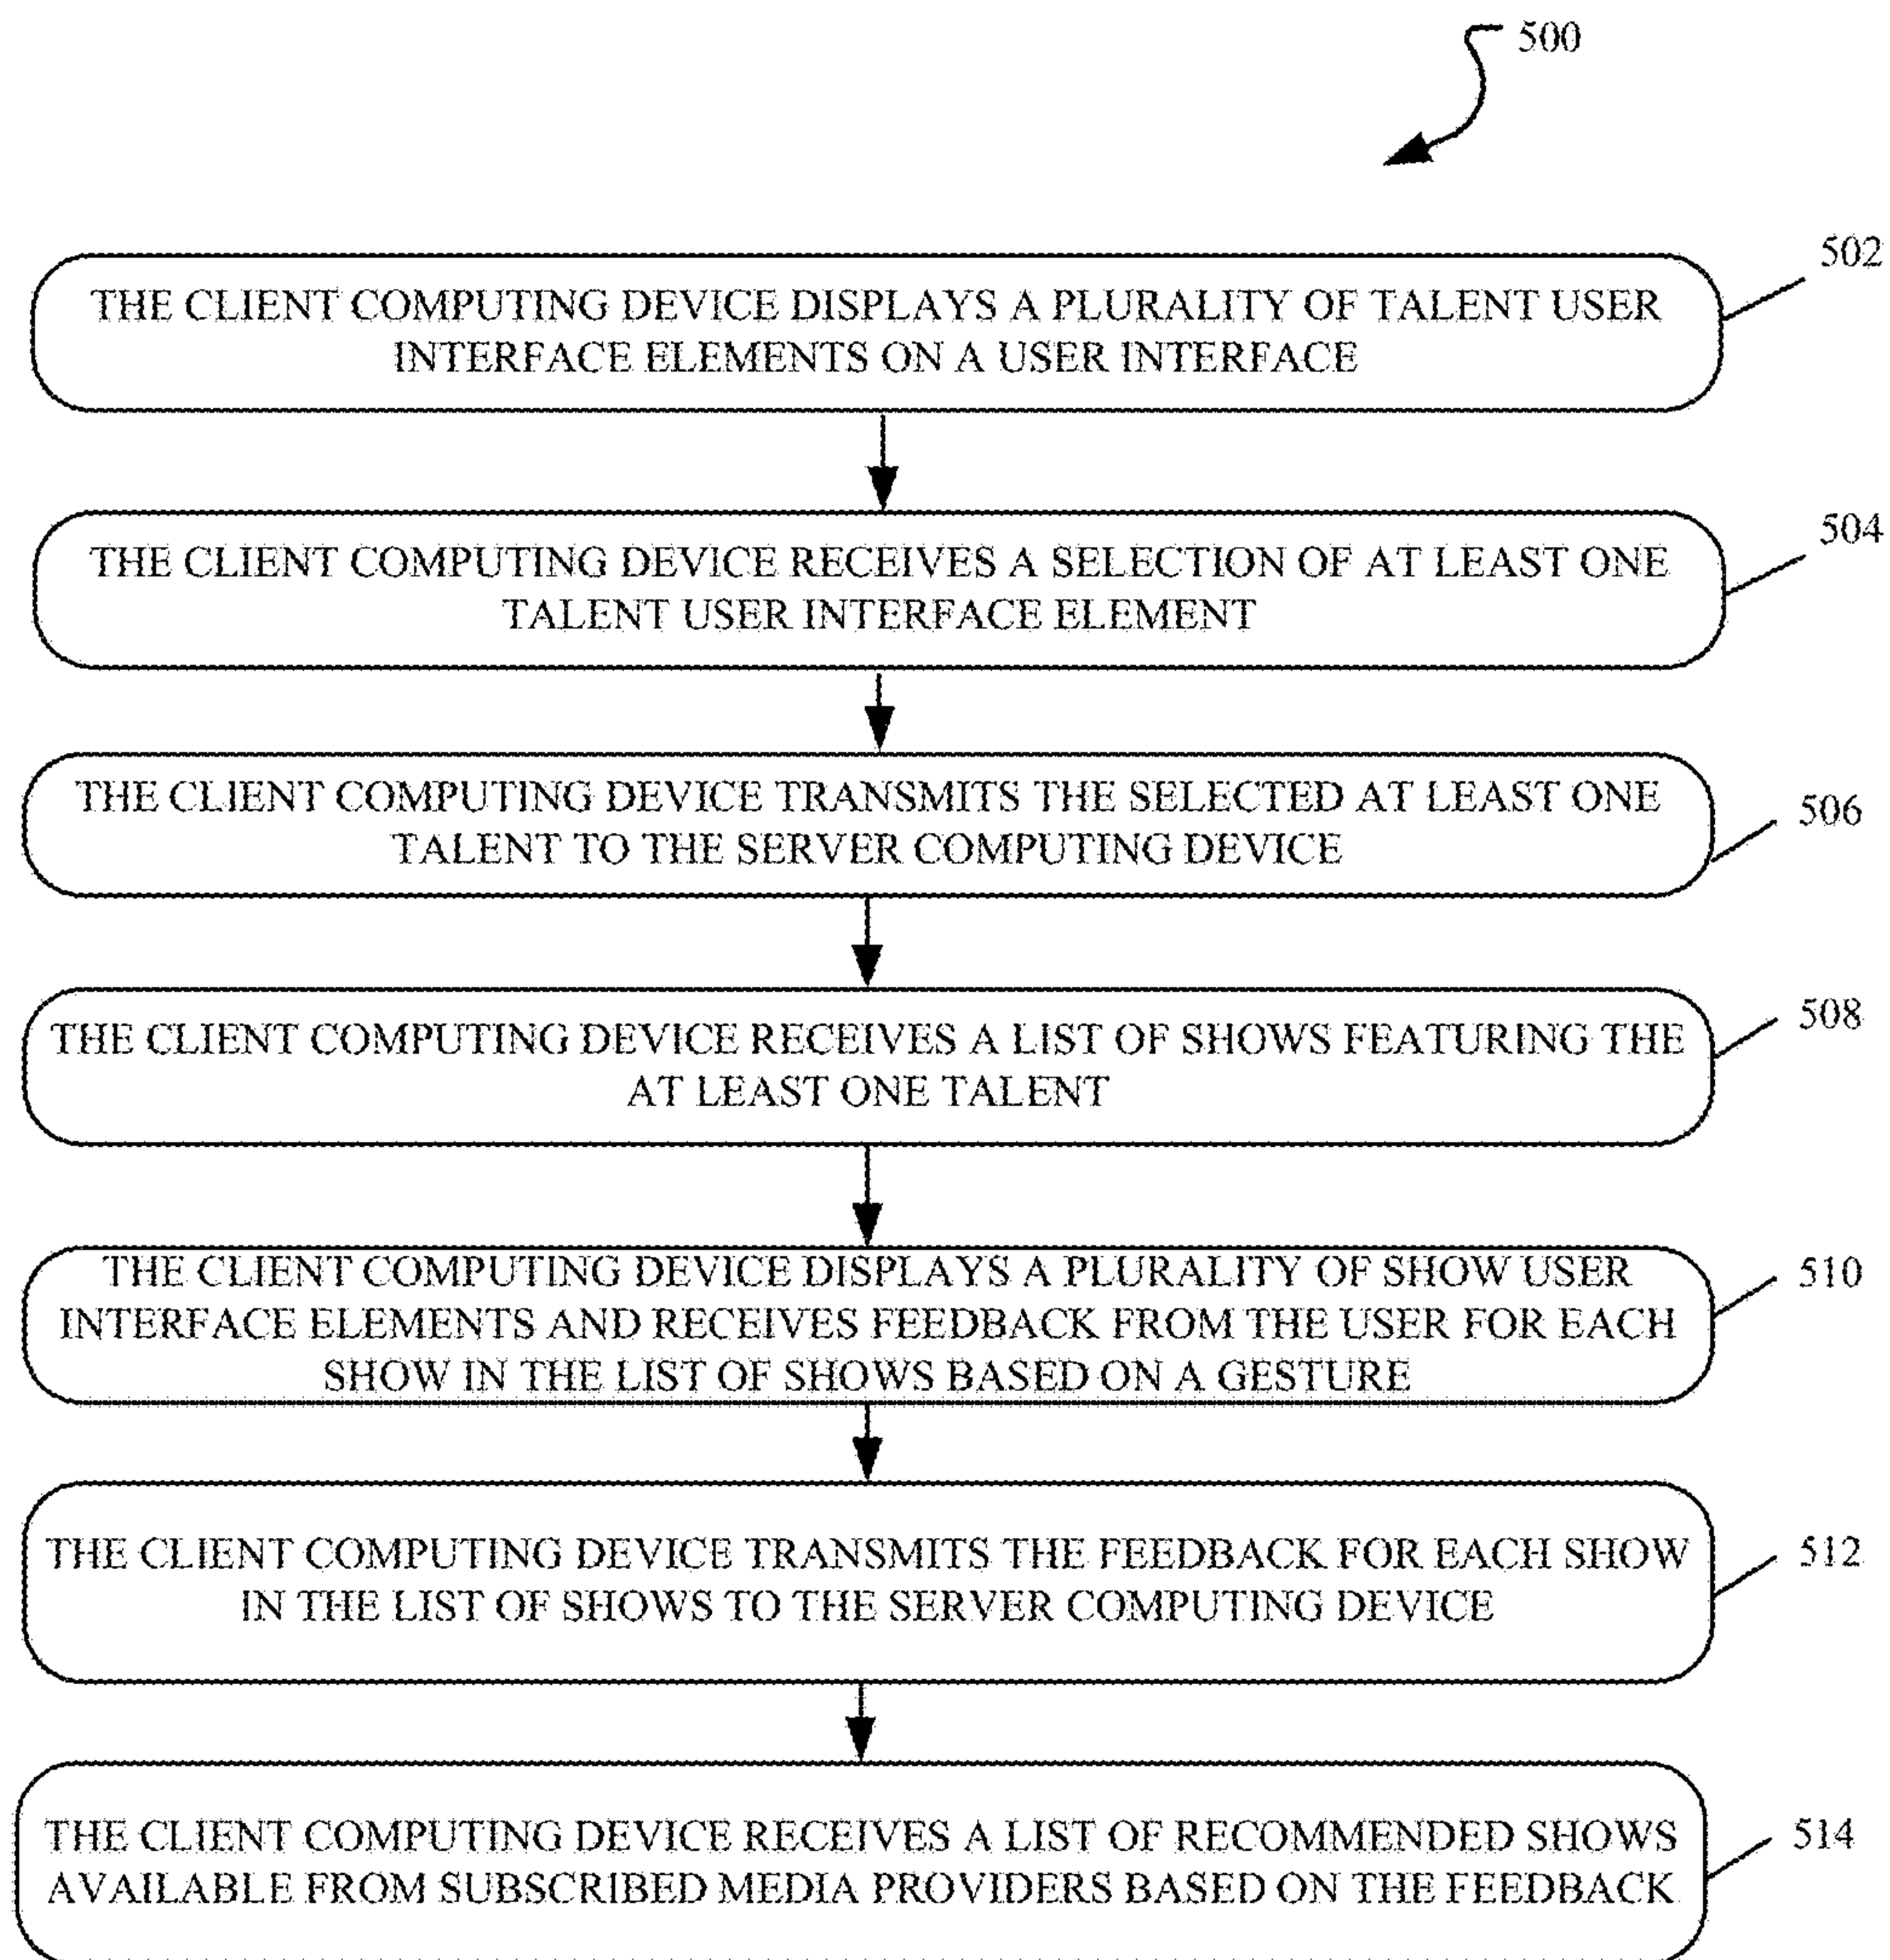 500
502
THE CLIENT COMPUTING DEVICE DISPLAYS A PLURALITY OF TALENT USER
INTERFACE ELEMENTS ON A USER INTERFACE
504
THE CLIENT COMPUTING DEVICE RECEIVES A SELECTION OF AT LEAST ONE
TALENT USER INTERFACE ELEMENT
506
THE CLIENT COMPUTING DEVICE TRANSMITS THE SELECTED AT LEAST ONE
TALENT TO THE SERVER COMPUTING DEVICE
508
THE CLIENT COMPUTING DEVICE RECEIVES A LIST OF SHOWS FEATURING THE
AT LEAST ONE TALENT
510
THE CLIENT COMPUTING DEVICE DISPLAYS A PLURALITY OF SHOW USER
INTERFACE ELEMENTS AND RECEIVES FEEDBACK FROM THE USER FOR EACH
SHOW IN THE LIST OF SHOWS BASED ON A GESTURE
512
THE CLIENT COMPUTING DEVICE TRANSMITS THE FEEDBACK FOR EACH SHOW
IN THE LIST OF SHOWS TO THE SERVER COMPUTING DEVICE
514
THE CLIENT COMPUTING DEVICE RECEIVES A LIST OF RECOMMENDED SHOWS
AVAILABLE FROM SUBSCRIBED MEDIA PROVIDERS BASED ON THE FEEDBACK